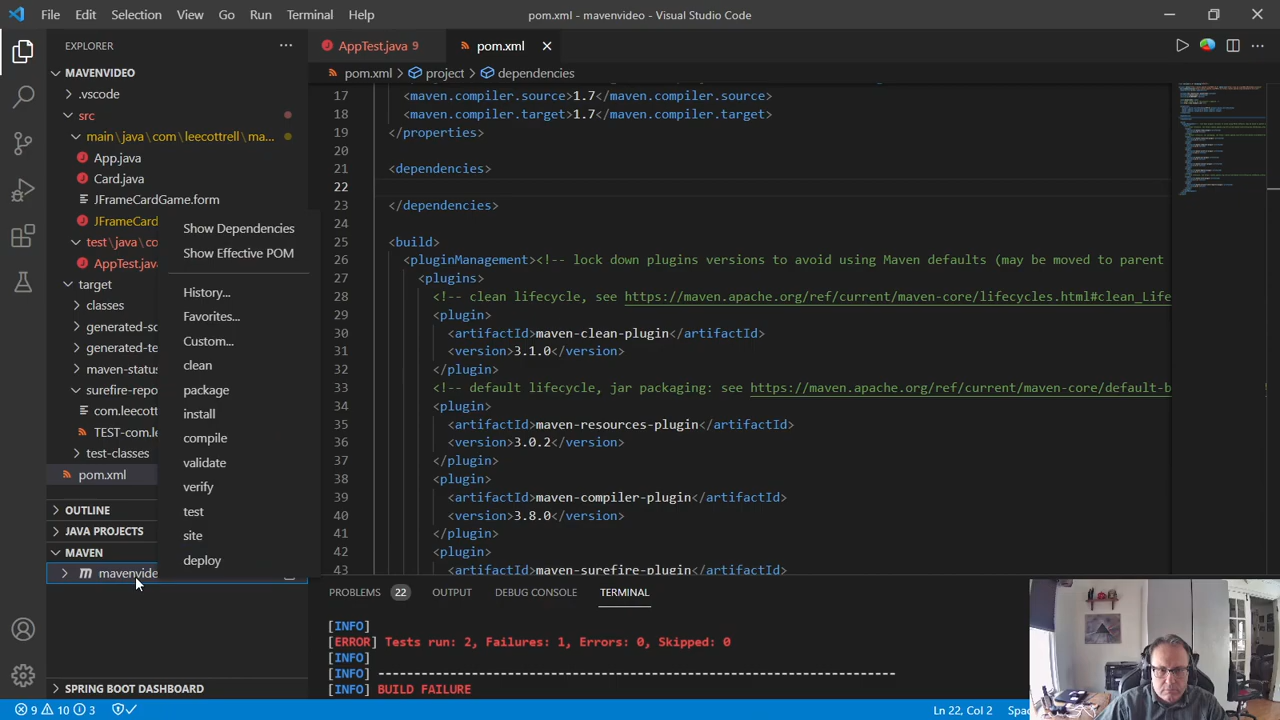 File Edit Selection View Go Run Terminal Help
pom.xml - mavenvideo - Visual Studio Code
EXPLORER
MAVENVIDEO
.vscode
src
main\java\com\leecottrell\ma...
App.java
Card.java
JFrameCardGame.form
JFrameCard
test\java\co
AppTest.java
target
classes
generated-so
generated-te
maven-status
surefire-repo
com.leecott
TEST-com.le
test-classes
pom.xml
OUTLINE
JAVA PROJECTS
MAVEN
mavenvide
SPRING BOOT DASHBOARD
Show Dependencies
Show Effective POM
History...
Favorites...
Custom...
clean
package
install
compile
validate
verify
test
site
deploy
AppTest.java 9
pom.xml
pom.xml > project > dependencies
17 <maven.compiler.source>1.7</maven.compiler.source>
18 <maven.compiler.target>1.7</maven.compiler.target>
19 </properties>
20
21 <dependencies>
22
23 </dependencies>
24
25 <build>
26 <pluginManagement><!-- lock down plugins versions to avoid using Maven defaults (may be moved to parent
27 <plugins>
28 <!-- clean lifecycle, see https://maven.apache.org/ref/current/maven-core/lifecycles.html#clean_Life
29 <plugin>
30 <artifactId>maven-clean-plugin</artifactId>
31 <version>3.1.0</version>
32 </plugin>
33 <!-- default lifecycle, jar packaging: see https://maven.apache.org/ref/current/maven-core/default-b
34 <plugin>
35 <artifactId>maven-resources-plugin</artifactId>
36 <version>3.0.2</version>
37 </plugin>
38 <plugin>
39 <artifactId>maven-compiler-plugin</artifactId>
40 <version>3.8.0</version>
41 </plugin>
42 <plugin>
43 <artifactId>maven-surefire-plugin</artifactId>
PROBLEMS 22 OUTPUT DEBUG CONSOLE TERMINAL
[INFO]
[ERROR] Tests run: 2, Failures: 1, Errors: 0, Skipped: 0
[INFO]
[INFO] ------------------------------------------------------------------------
[INFO] BUILD FAILURE
9 10 3
Ln 22, Col 2 Spac